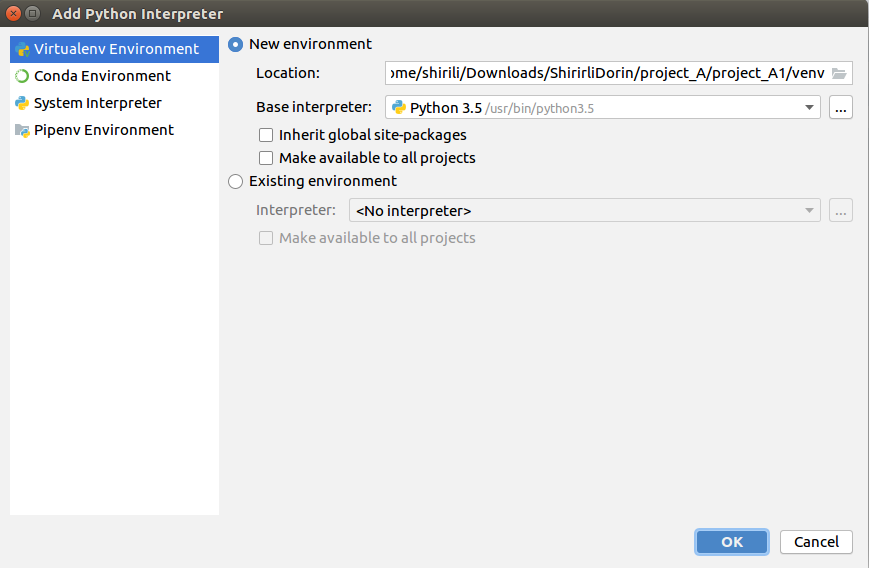 Add Python Interpreter
Virtualenv Environment
Conda Environment
System Interpreter
Pipenv Environment
New environment
Location: ome/shirili/Downloads/ShirirliDorin/project_A/project_A1/venv
Base interpreter: Python 3.5 /usr/bin/python3.5 ...
Inherit global site-packages
Make available to all projects
Existing environment
Interpreter: <No interpreter> ...
Make available to all projects
OK Cancel